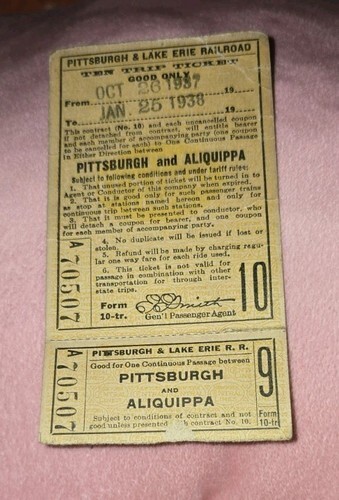 PITTSBURGH & LAKE ERIE RAILROAD
TEN TRIP TICKET
GOOD ONLY
OCT 26 1937
From 19
JAN. 25 1938
To 19
This contract (No. 10) and each uncancelled coupon
if not detached from contract, will entitle bearer
and each member of accompanying party (one coupon
to be cancelled for each) to One Continuous Passage
in Either Direction between
PITTSBURGH and ALIQUIPPA
Subject to following conditions and under tariff rules:
1. That unused portion of ticket will be turned in to
Agent or Conductor of this company when expired.
2. That it is good only for such passenger trains
as stop at stations named hereon and only for
continuous trip between such stations.
3. That it must be presented to conductor, who
will detach a coupon for bearer, and one coupon
for each member of accompanying party.
4. No duplicate will be issued if lost or
stolen.
5. Refund will be made by charging regu-
lar one way fare for each ride used.
6. This ticket is not valid for
passage in combination with other
transportation for through inter-
state trips.
A70507
Form
10-tr.
Smith
Gen'l Passenger Agent
10
A70507
PITTSBURGH & LAKE ERIE R. R.
Good for One Continuous Passage between
PITTSBURGH
AND
ALIQUIPPA
Subject to conditions of contract and not
good unless presented contract No. 10.
9
Form
10-tr